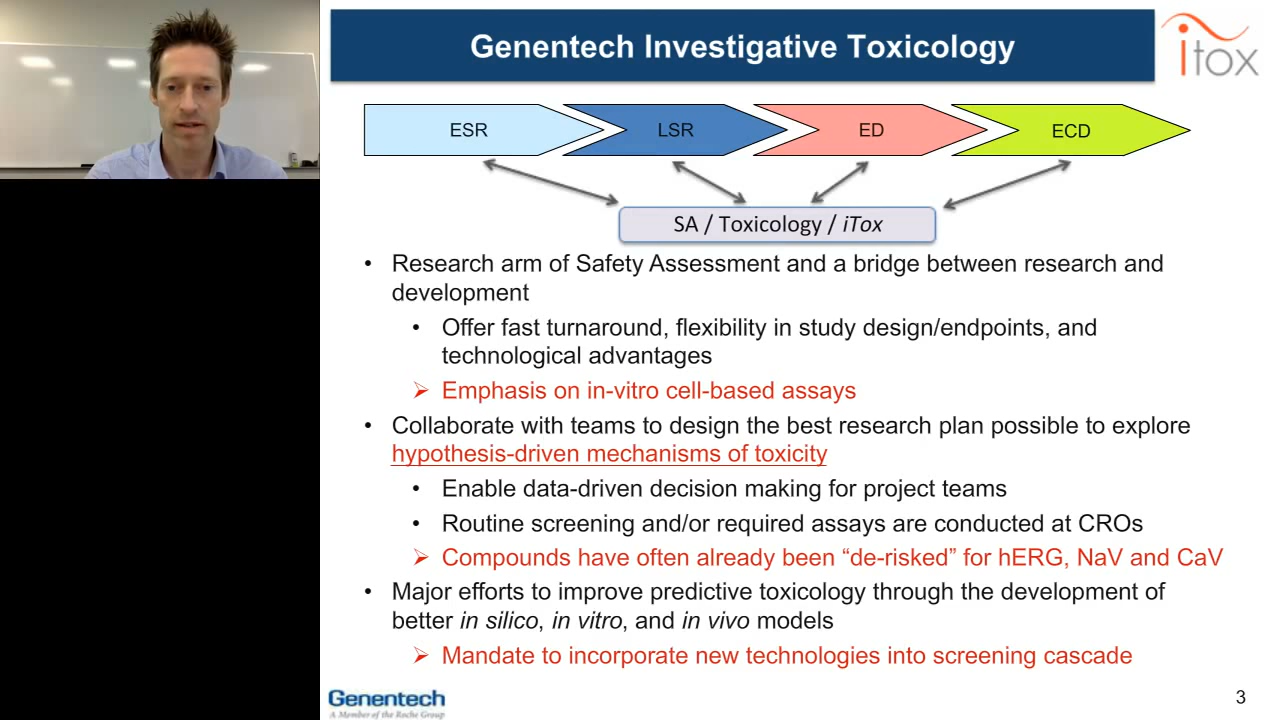 Genentech Investigative Toxicology
itox
ESR
LSR
ED
ECD
SA / Toxicology / iTox
• Research arm of Safety Assessment and a bridge between research and
development
• Offer fast turnaround, flexibility in study design/endpoints, and
technological advantages
➢ Emphasis on in-vitro cell-based assays
• Collaborate with teams to design the best research plan possible to explore
hypothesis-driven mechanisms of toxicity
• Enable data-driven decision making for project teams
• Routine screening and/or required assays are conducted at CROs
➢ Compounds have often already been “de-risked” for hERG, NaV and CaV
• Major efforts to improve predictive toxicology through the development of
better in silico, in vitro, and in vivo models
➢ Mandate to incorporate new technologies into screening cascade
Genentech
A Member of the Roche Group
3